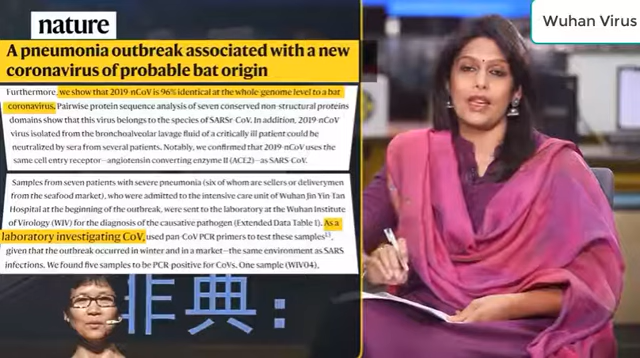 nature
Wuhan Virus
A pneumonia outbreak associated with a new
coronavirus of probable bat origin
Furthermore, we show that 2019-nCoV is 96% identical at the whole genome level to a bat
coronavirus. Pairwise protein sequence analysis of seven conserved non-structural proteins
domains show that this virus belongs to the species of SARSr-CoV. In addition, 2019-nCoV
virus isolated from the bronchoalveolar lavage fluid of a critically ill patient could be
neutralized by sera from several patients. Notably, we confirmed that 2019-nCoV uses the
same cell entry receptor—angiotensin converting enzyme II (ACE2)—as SARS-CoV.
Samples from seven patients with severe pneumonia (six of whom are sellers or deliverymen
from the seafood market), who were admitted to the intensive care unit of Wuhan Jin Yin-Tan
Hospital at the beginning of the outbreak, were sent to the laboratory at the Wuhan Institute
of Virology (WIV) for the diagnosis of the causative pathogen (Extended Data Table 1). As a
laboratory investigating CoV, used pan-CoV PCR primers to test these samples
given that the outbreak occurred in winter and in a market—the same environment as SARS
infections. We found five samples to be PCR positive for CoVs. One sample (WIV04),
非典: